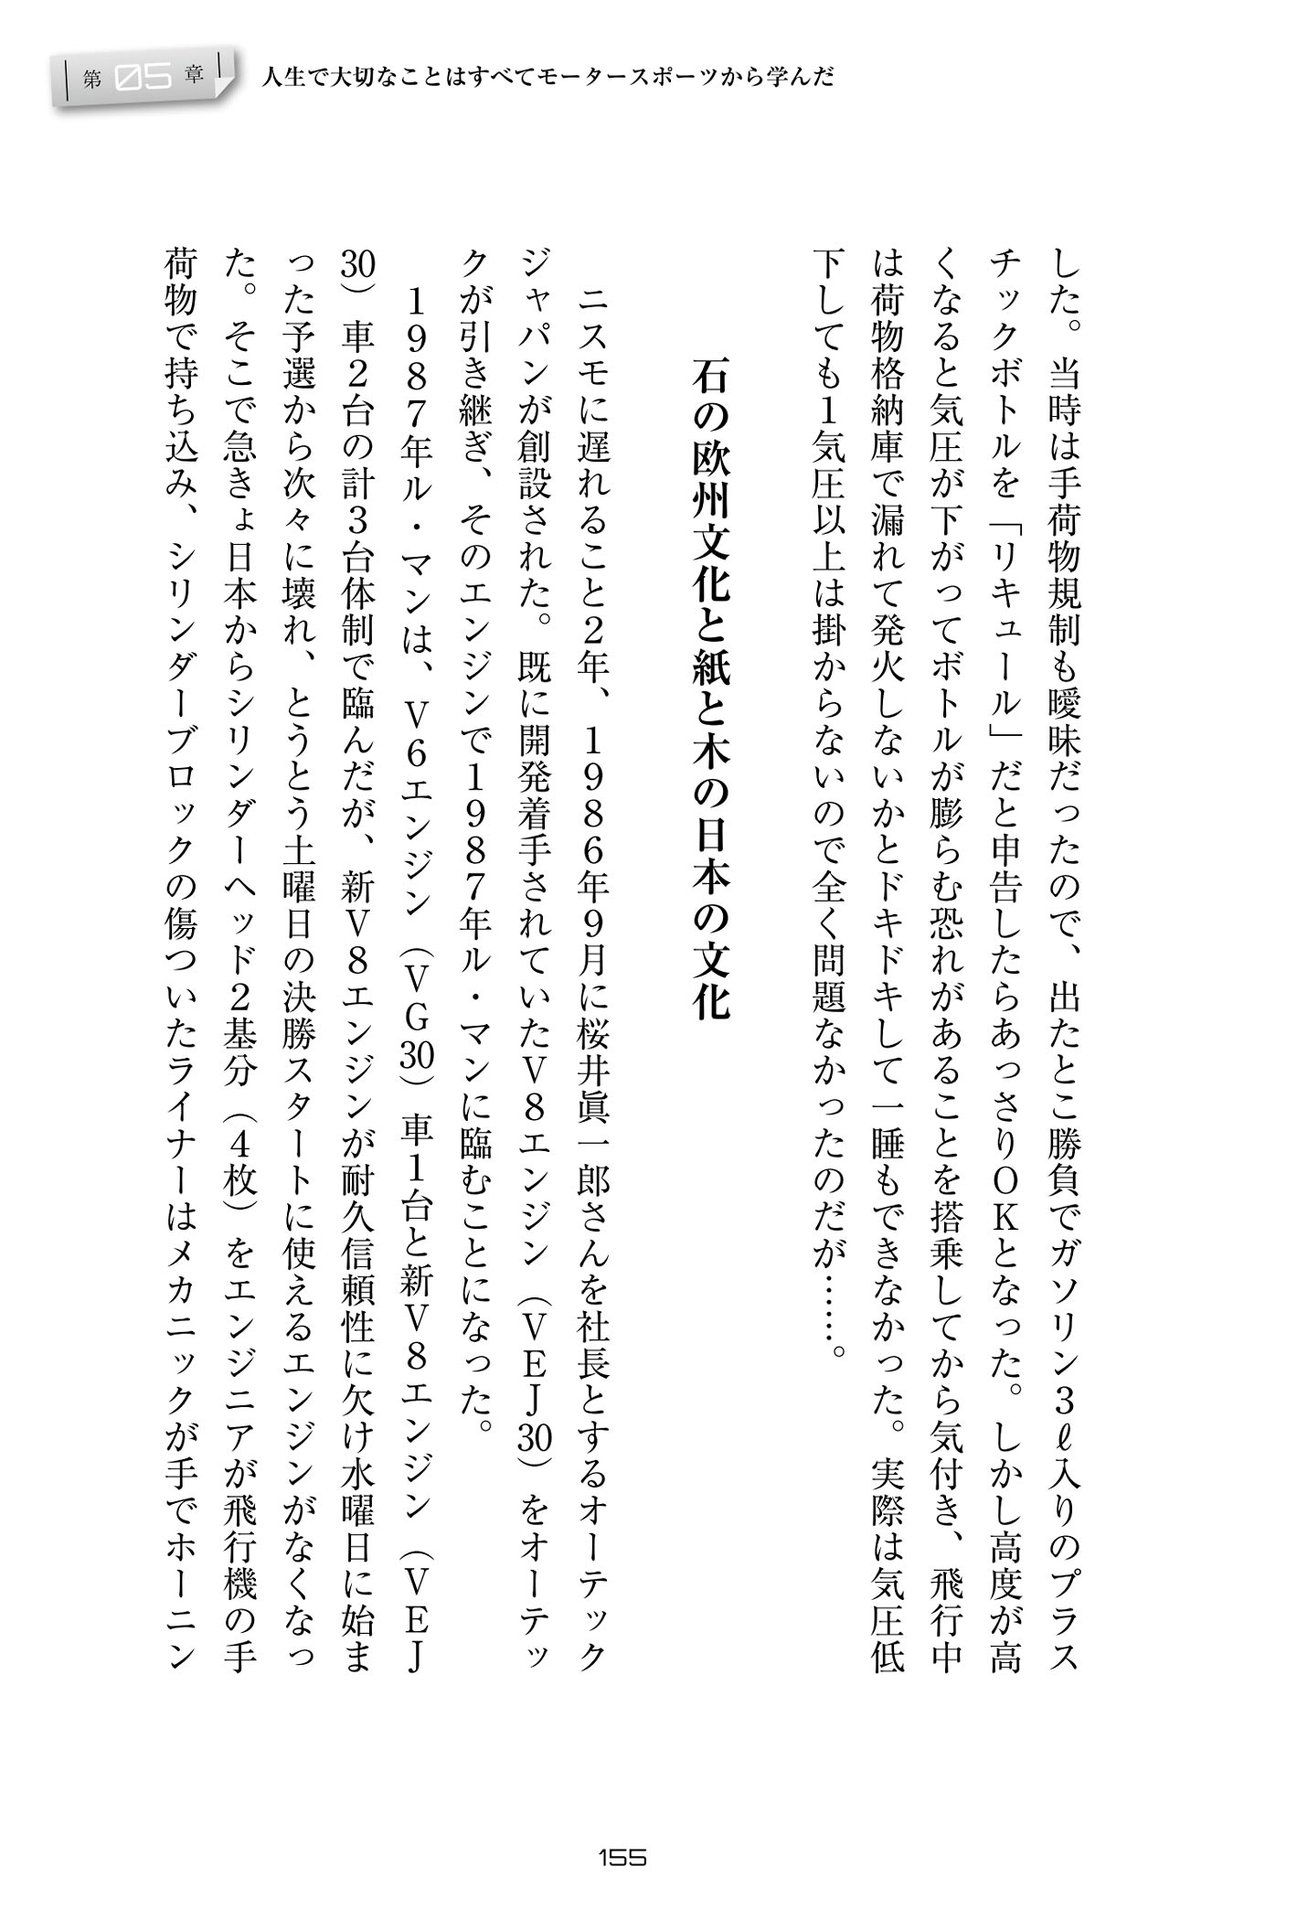 第05章
人生で大切なことはすべてモータースポーツから学んだ
した。当時は手荷物規制も曖昧だったので、出たとこ勝負でガソリン3ℓ入りのプラス
チックボトルを「リキュール」だと申告したらあっさりOKとなった。しかし高度が高
くなると気圧が下がってボトルが膨らむ恐れがあることを搭乗してから気付き、飛行中
は荷物格納庫で漏れて発火しないかとドキドキして一睡もできなかった。実際は気圧低
下しても1気圧以上は掛からないので全く問題なかったのだが……。
石の欧州文化と紙と木の日本の文化
ニスモに遅れること2年、1986年9月に桜井眞一郎さんを社長とするオーテック
ジャパンが創設された。既に開発着手されていたV8エンジン（VEJ30）をオーテッ
クが引き継ぎ、そのエンジンで1987年ル・マンに臨むことになった。
1987年ル・マンは、V6エンジン（VG30）車1台と新V8エンジン（VEJ
30）車2台の計3台体制で臨んだが、新V8エンジンが耐久信頼性に欠け水曜日に始ま
った予選から次々に壊れ、とうとう土曜日の決勝スタートに使えるエンジンがなくなっ
た。そこで急きょ日本からシリンダーヘッド2基分（4枚）をエンジニアが飛行機の手
荷物で持ち込み、シリンダーブロックの傷ついたライナーはメカニックが手でホーニン
155